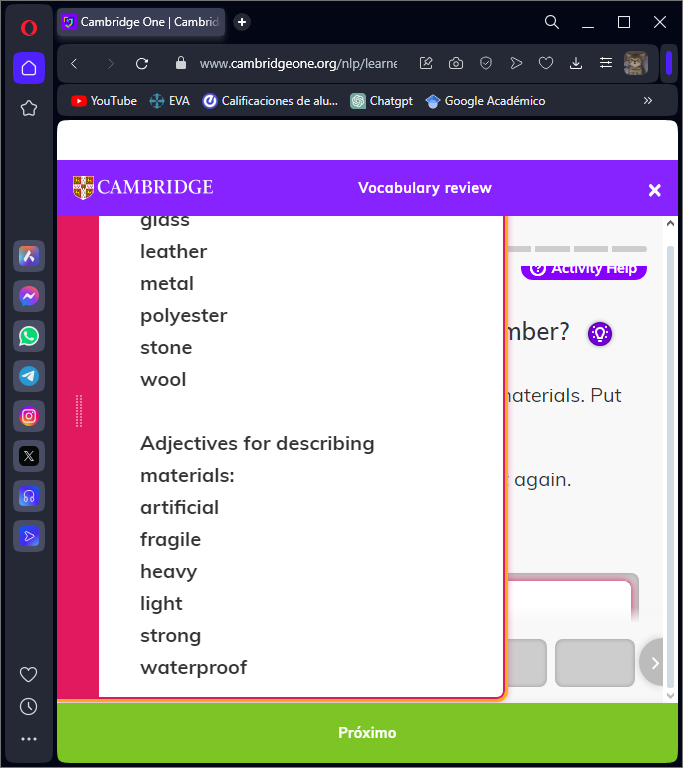 Cambridge One | Cambrid
www.cambridgeone.org/nlp/learne
YouTube
EVA
Calificaciones de alu...
Chatgpt
Google Académico
CAMBRIDGE
Vocabulary review
glass
leather
metal
polyester
stone
wool
Adjectives for describing
materials:
artificial
fragile
heavy
light
strong
waterproof
Activity Help
mber?
naterials. Put
again.
Próximo